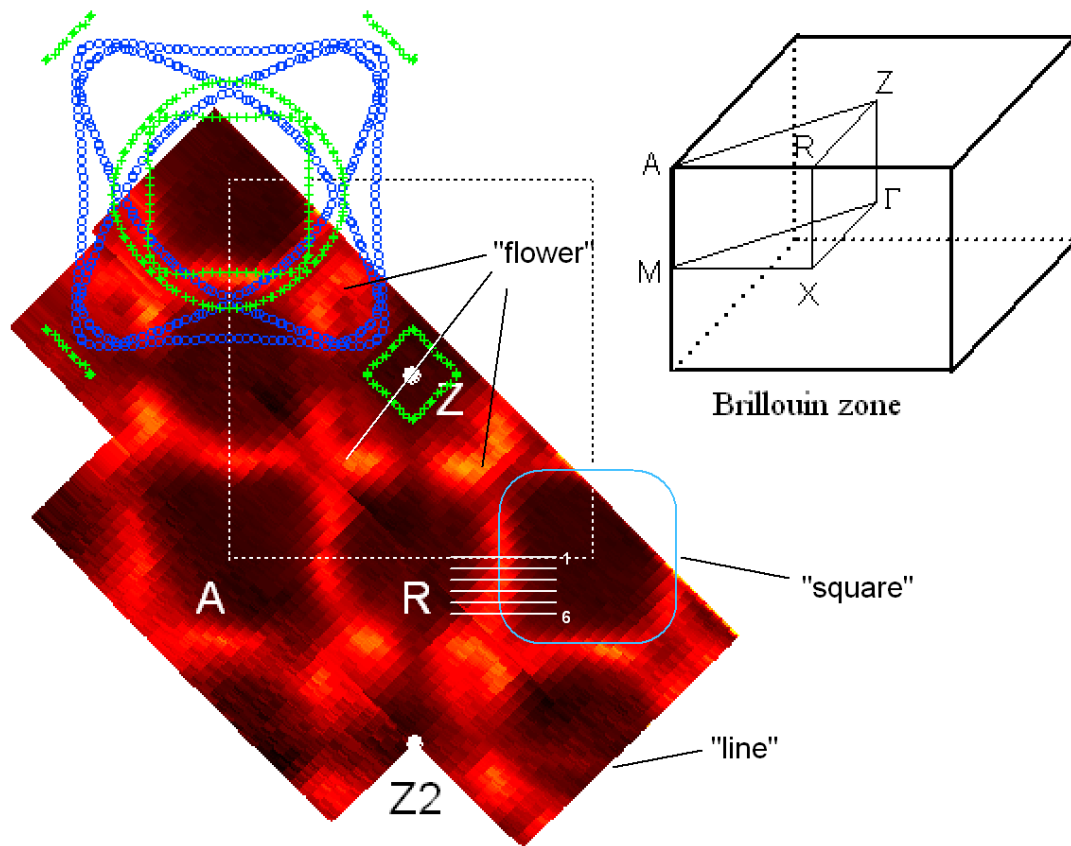 "flower"
Z
1
A
R
6
"square"
"line"
Z2
Z
A
R
Γ
M
X
Brillouin zone